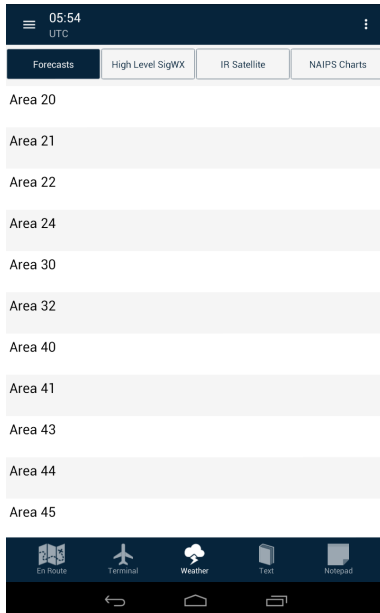 05:54
UTC
Forecasts
High Level SigWX
IR Satellite
NAIPS Charts
Area 20
Area 21
Area 22
Area 24
Area 30
Area 32
Area 40
Area 41
Area 43
Area 44
Area 45
En Route
Terminal
Weather
Text
Notepad